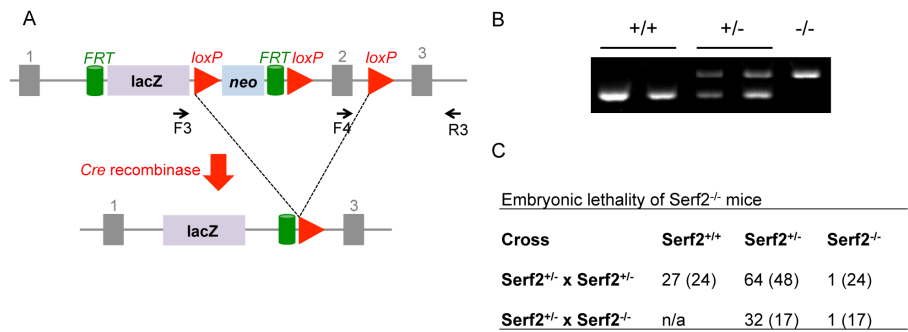 A
1
FRT
loxP
FRT loxP
loxP
2
3
lacZ
neo
F3
F4
R3
Cre recombinase
1
3
lacZ
B
+/+
+/-
-/-
C
Embryonic lethality of Serf2-/- mice
Cross Serf2+/+ Serf2+/- Serf2-/-
Serf2+/- x Serf2+/- 27 (24) 64 (48) 1 (24)
Serf2+/- x Serf2-/- n/a 32 (17) 1 (17)